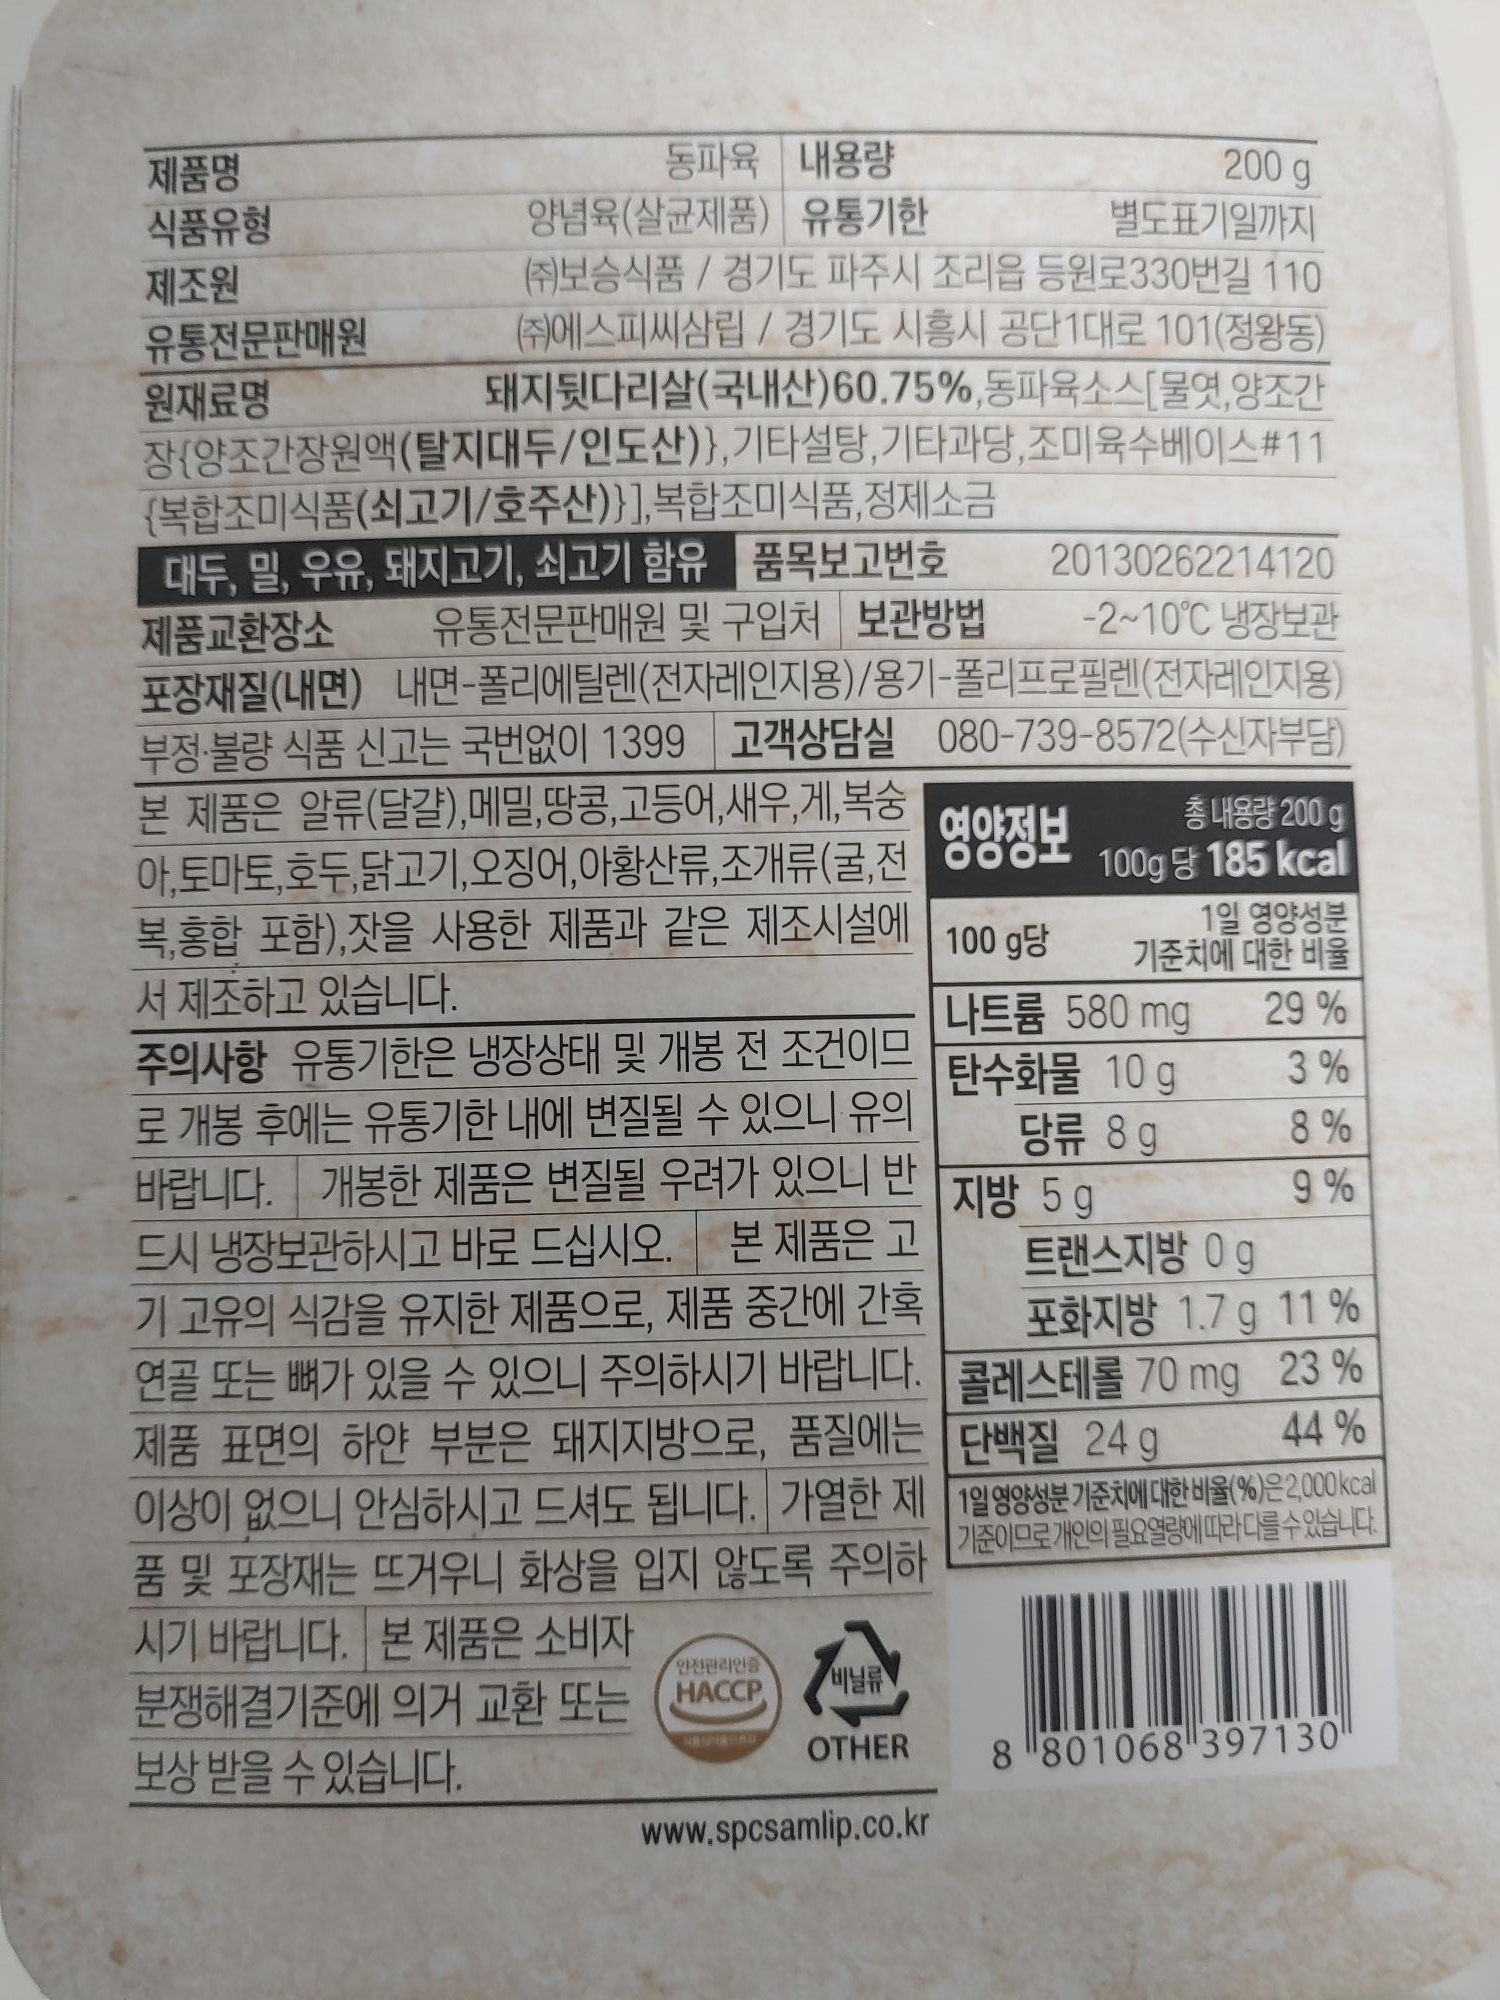 제품명 동파육 내용량 200 g
식품유형 양념육(살균제품) 유통기한 별도표기일까지
제조원 ㈜보승식품 / 경기도 파주시 조리읍 등원로330번길 110
유통전문판매원 ㈜에스피씨삼립 / 경기도 시흥시 공단1대로 101(정왕동)
원재료명 돼지뒷다리살(국내산)60.75%,동파육소스[물엿,양조간
장{양조간장원액(탈지대두/인도산)},기타설탕,기타과당,조미육수베이스#11
{복합조미식품(쇠고기/호주산)}],복합조미식품,정제소금
대두, 밀, 우유, 돼지고기, 쇠고기 함유 품목보고번호 20130262214120
제품교환장소 유통전문판매원 및 구입처 보관방법 -2~10℃ 냉장보관
포장재질(내면) 내면-폴리에틸렌(전자레인지용)/용기-폴리프로필렌(전자레인지용)
부정·불량 식품 신고는 국번없이 1399 고객상담실 080-739-8572(수신자부담)
본 제품은 알류(달걀),메밀,땅콩,고등어,새우,게,복숭
아,토마토,호두,닭고기,오징어,아황산류,조개류(굴,전
복,홍합 포함),잣을 사용한 제품과 같은 제조시설에
서 제조하고 있습니다.
주의사항 유통기한은 냉장상태 및 개봉 전 조건이므
로 개봉 후에는 유통기한 내에 변질될 수 있으니 유의
바랍니다. 개봉한 제품은 변질될 우려가 있으니 반
드시 냉장보관하시고 바로 드십시오. 본 제품은 고
기 고유의 식감을 유지한 제품으로, 제품 중간에 간혹
연골 또는 뼈가 있을 수 있으니 주의하시기 바랍니다.
제품 표면의 하얀 부분은 돼지지방으로, 품질에는
이상이 없으니 안심하시고 드셔도 됩니다. 가열한 제
품 및 포장재는 뜨거우니 화상을 입지 않도록 주의하
시기 바랍니다. 본 제품은 소비자
분쟁해결기준에 의거 교환 또는
보상 받을 수 있습니다.
영양정보 총 내용량 200 g
100g 당 185 kcal
100 g당 1일 영양성분
기준치에 대한 비율
나트륨 580 mg 29 %
탄수화물 10 g 3 %
당류 8 g 8 %
지방 5 g 9 %
트랜스지방 0 g
포화지방 1.7 g 11 %
콜레스테롤 70 mg 23 %
단백질 24 g 44 %
1일 영양성분 기준치에 대한 비율(%)은 2,000 kcal
기준이므로 개인의 필요 열량에 따라 다를 수 있습니다.
안전관리인증
HACCP
비닐류
OTHER
8 801068 397130
www.spcsamlip.co.kr